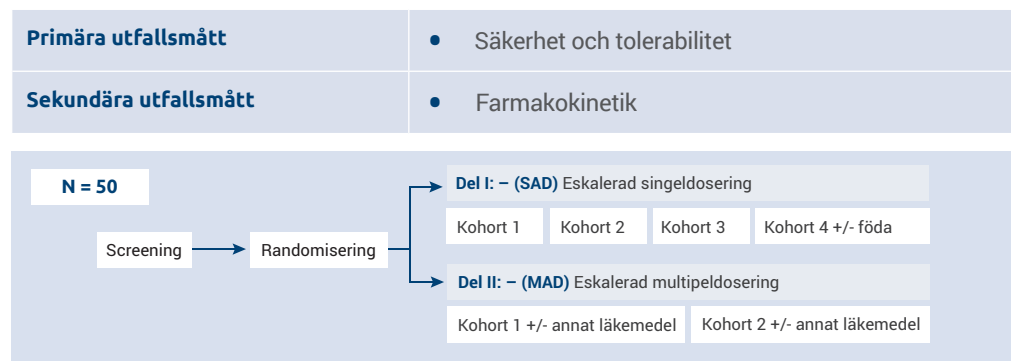 Primära utfallsmått
• Säkerhet och tolerabilitet
Sekundära utfallsmått
• Farmakokinetik
N = 50
Screening
Randomisering
Del I: – (SAD) Eskalerad singeldosering
Kohort 1
Kohort 2
Kohort 3
Kohort 4 +/- föda
Del II: – (MAD) Eskalerad multipeldosering
Kohort 1 +/- annat läkemedel
Kohort 2 +/- annat läkemedel